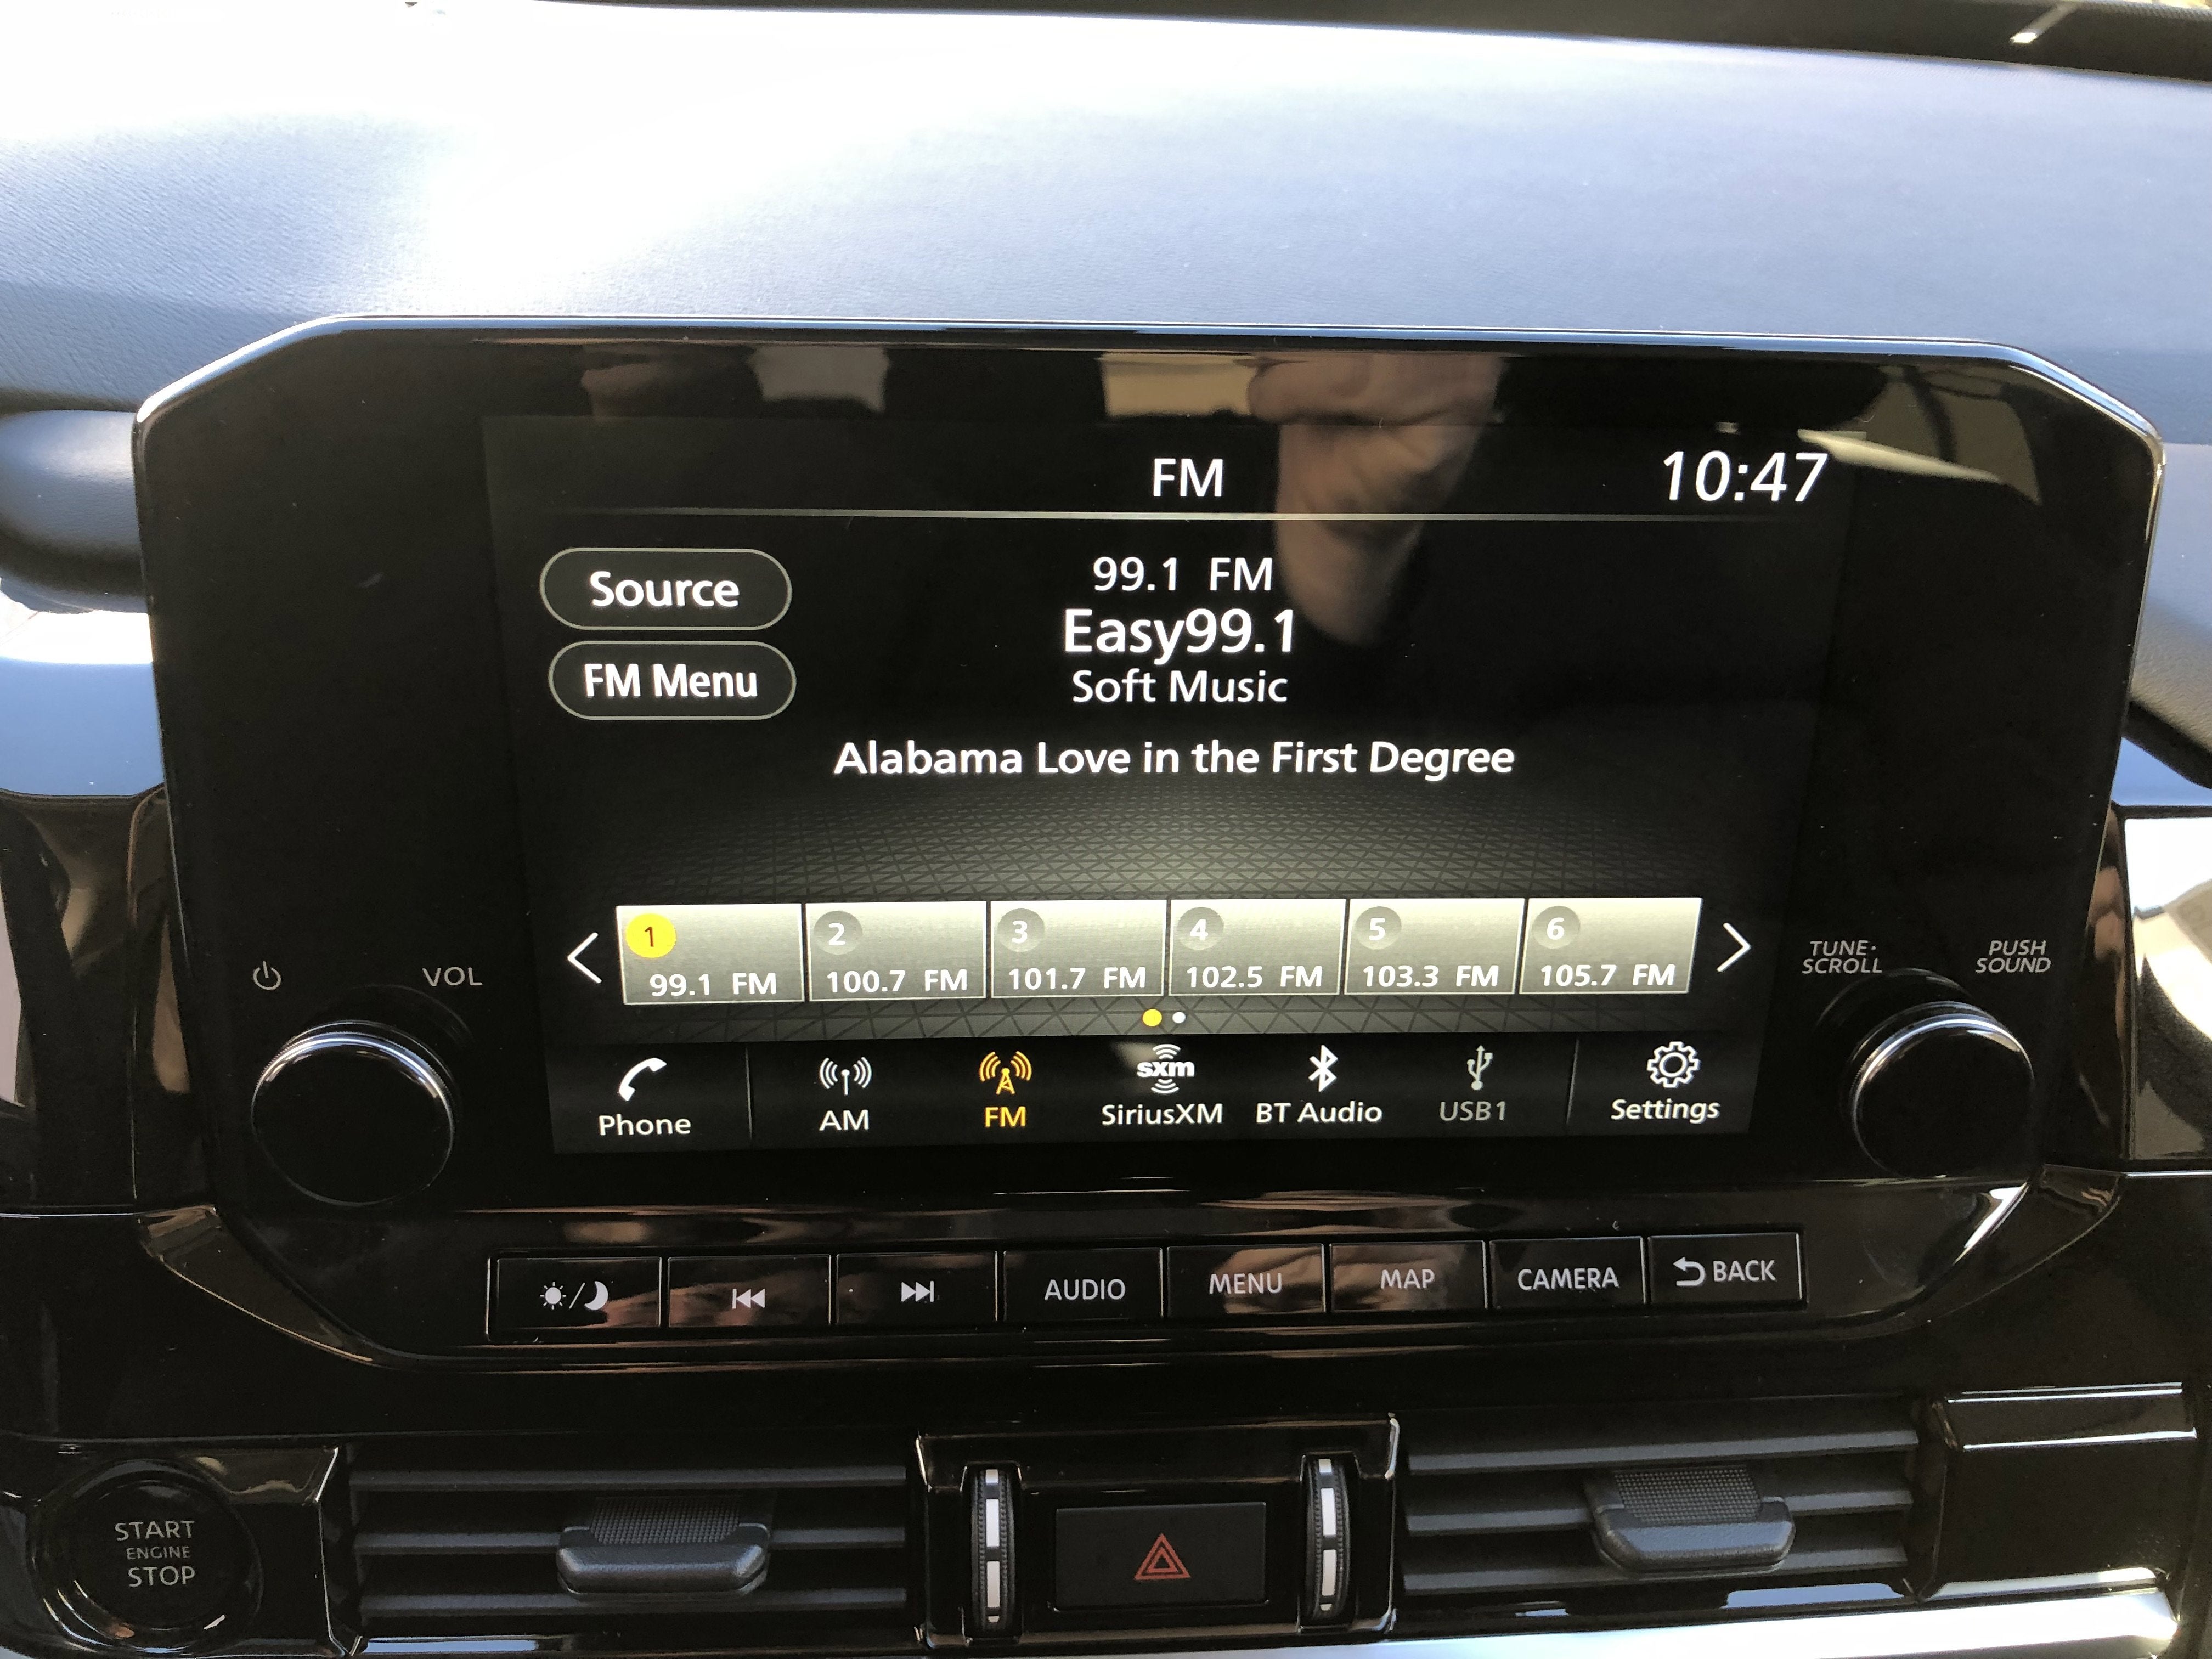 FM
10:47
Source
99.1 FM
Easy99.1
FM Menu
Soft Music
Alabama Love in the First Degree
1
2
3
4
5
6
99.1 FM
100.7 FM
101.7 FM
102.5 FM
103.3 FM
105.7 FM
VOL
TUNE·
SCROLL
PUSH
SOUND
sxm
Phone
AM
FM
SiriusXM
BT Audio
USB1
Settings
AUDIO
MENU
MAP
CAMERA
BACK
START
ENGINE
STOP